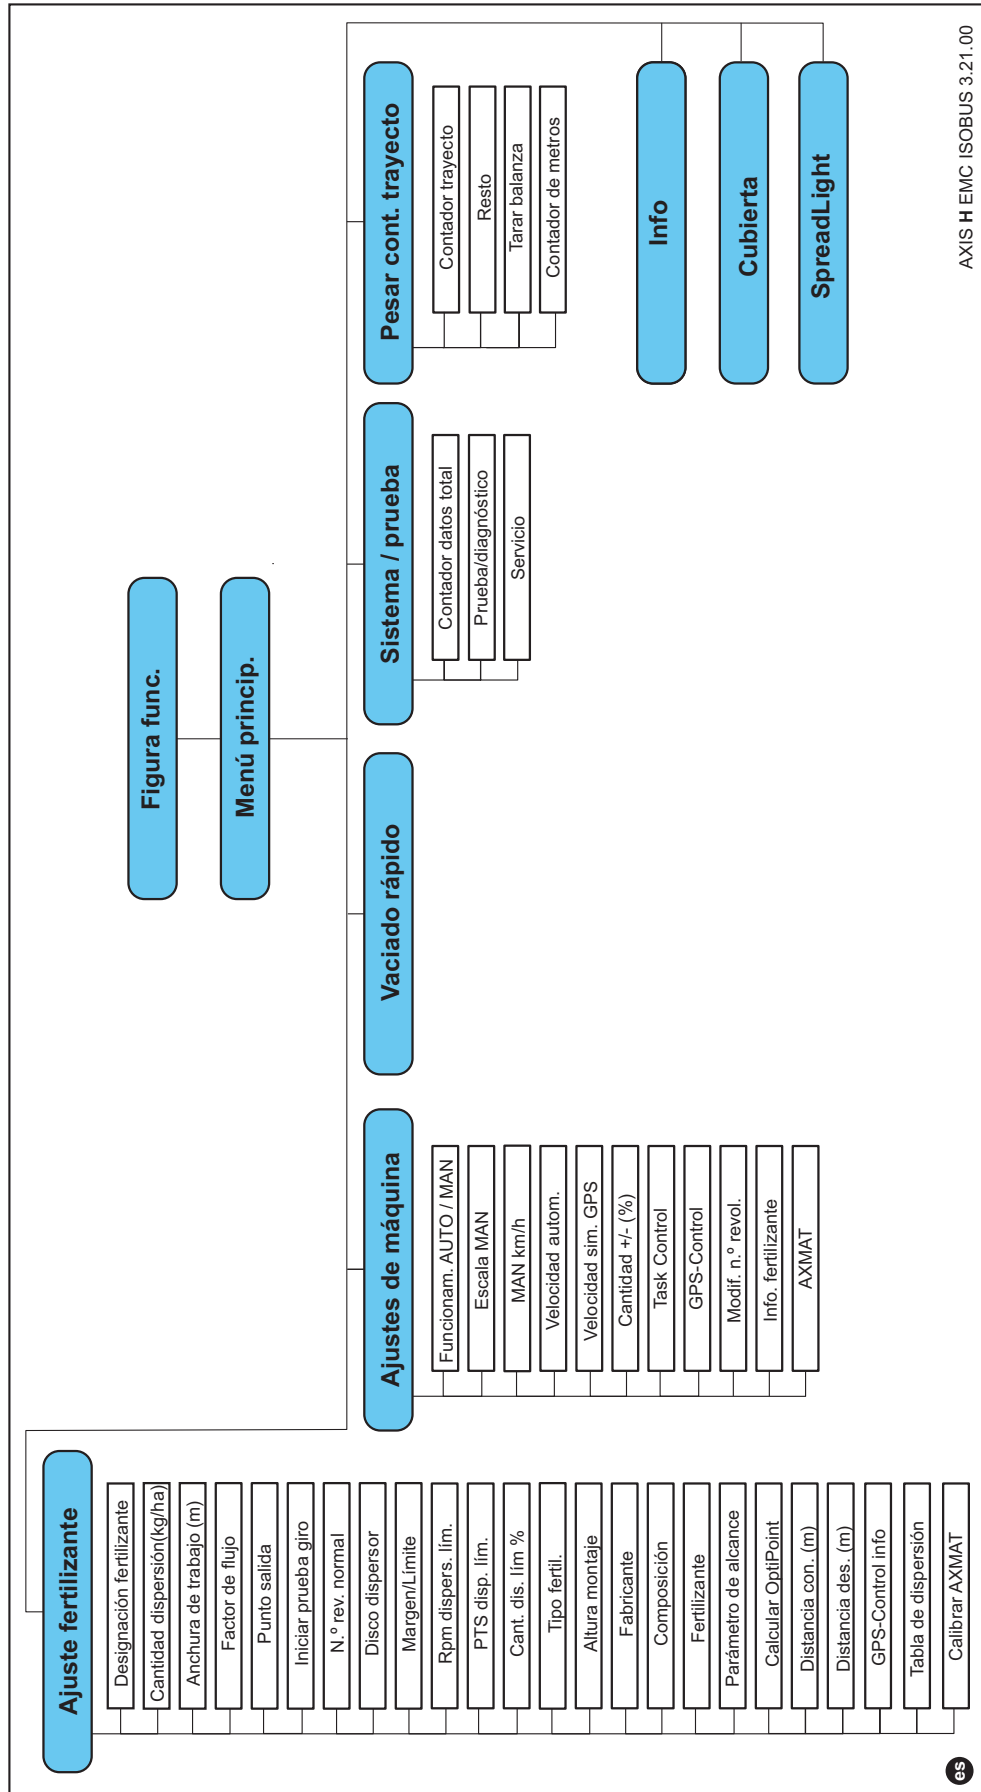 Figura func.
Menú princip.
Ajuste fertilizante
Designación fertilizante
Cantidad dispersión(kg/ha)
Anchura de trabajo (m)
Factor de flujo
Punto salida
Iniciar prueba giro
N.º rev. normal
Disco dispersor
Margen/Límite
Rpm dispers. lim.
PTS disp. lím.
Cant. dis. lím %
Tipo fertil.
Altura montaje
Fabricante
Composición
Fertilizante
Parámetro de alcance
Calcular OptiPoint
Distancia con. (m)
Distancia des. (m)
GPS-Control info
Tabla de dispersión
Calibrar AXMAT
Ajustes de máquina
Funcionam. AUTO / MAN
Escala MAN
MAN km/h
Velocidad autom.
Velocidad sim. GPS
Cantidad +/- (%)
Task Control
GPS-Control
Modif. n.º revol.
Info. fertilizante
AXMAT
Vaciado rápido
Sistema / prueba
Contador datos total
Prueba/diagnóstico
Servicio
Pesar cont. trayecto
Contador trayecto
Resto
Tarar balanza
Contador de metros
Info
Cubierta
SpreadLight
es
AXIS H EMC ISOBUS 3.21.00